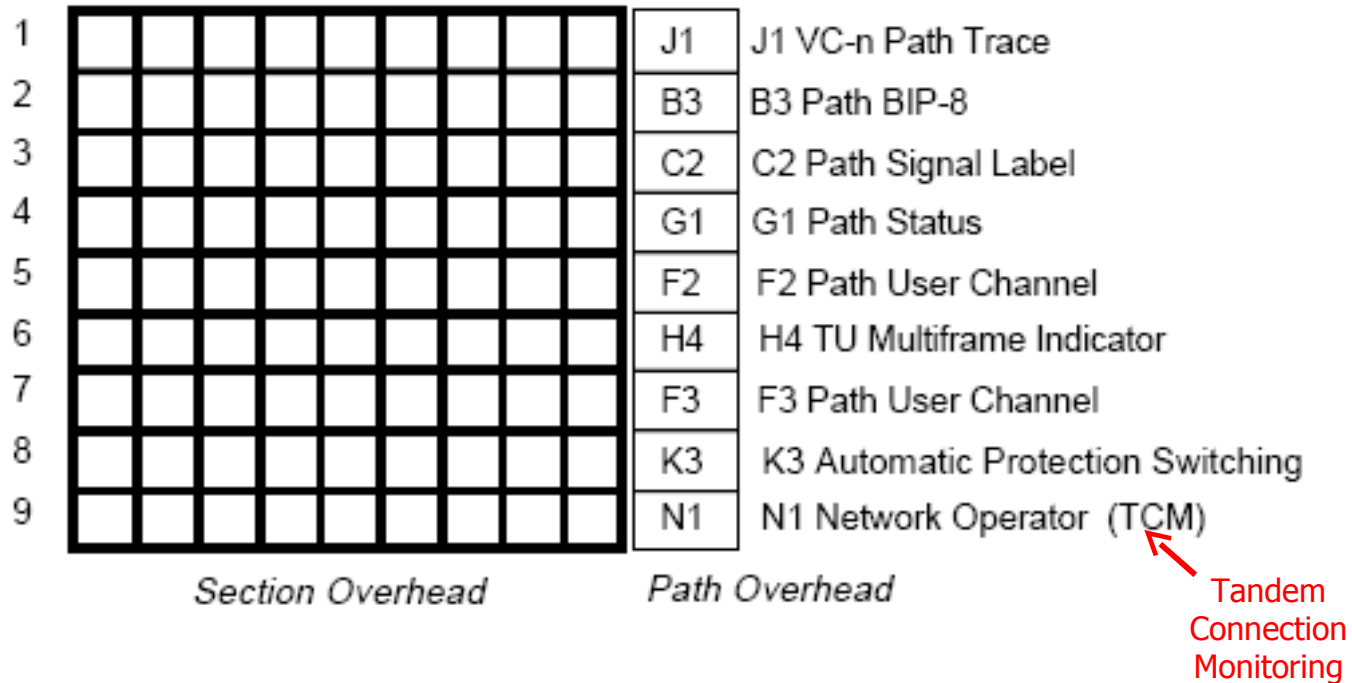 1 J1 J1 VC-n Path Trace
2 B3 B3 Path BIP-8
3 C2 C2 Path Signal Label
4 G1 G1 Path Status
5 F2 F2 Path User Channel
6 H4 H4 TU Multiframe Indicator
7 F3 F3 Path User Channel
8 K3 K3 Automatic Protection Switching
9 N1 N1 Network Operator (TCM)
Section Overhead Path Overhead
Tandem
Connection
Monitoring